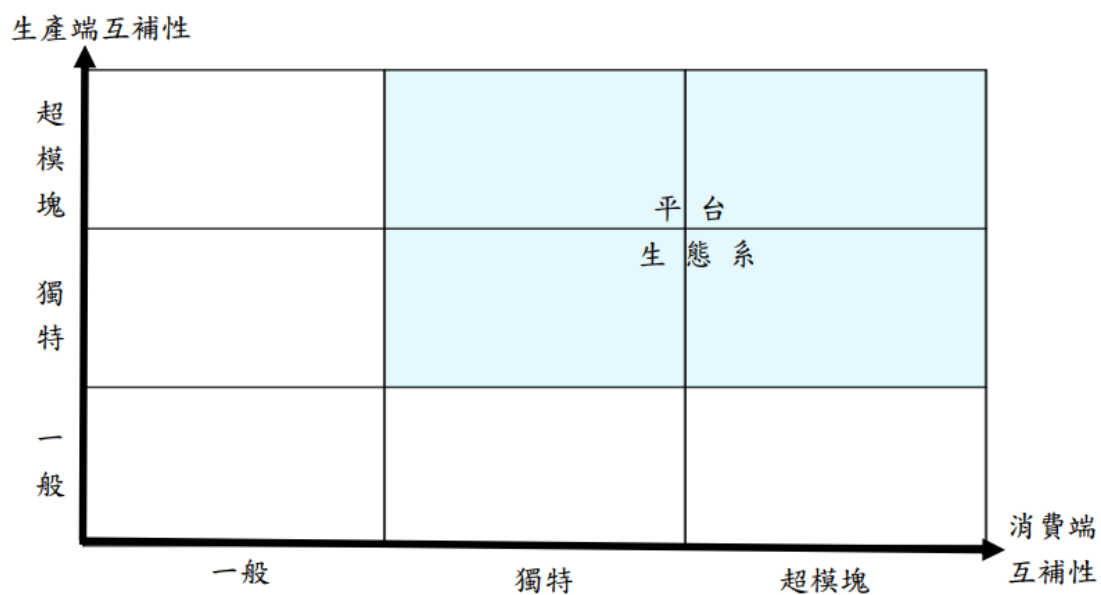 生產端互補性
超模塊
平台
生態系
獨特
一般
消費端
互補性
一般
獨特
超模塊